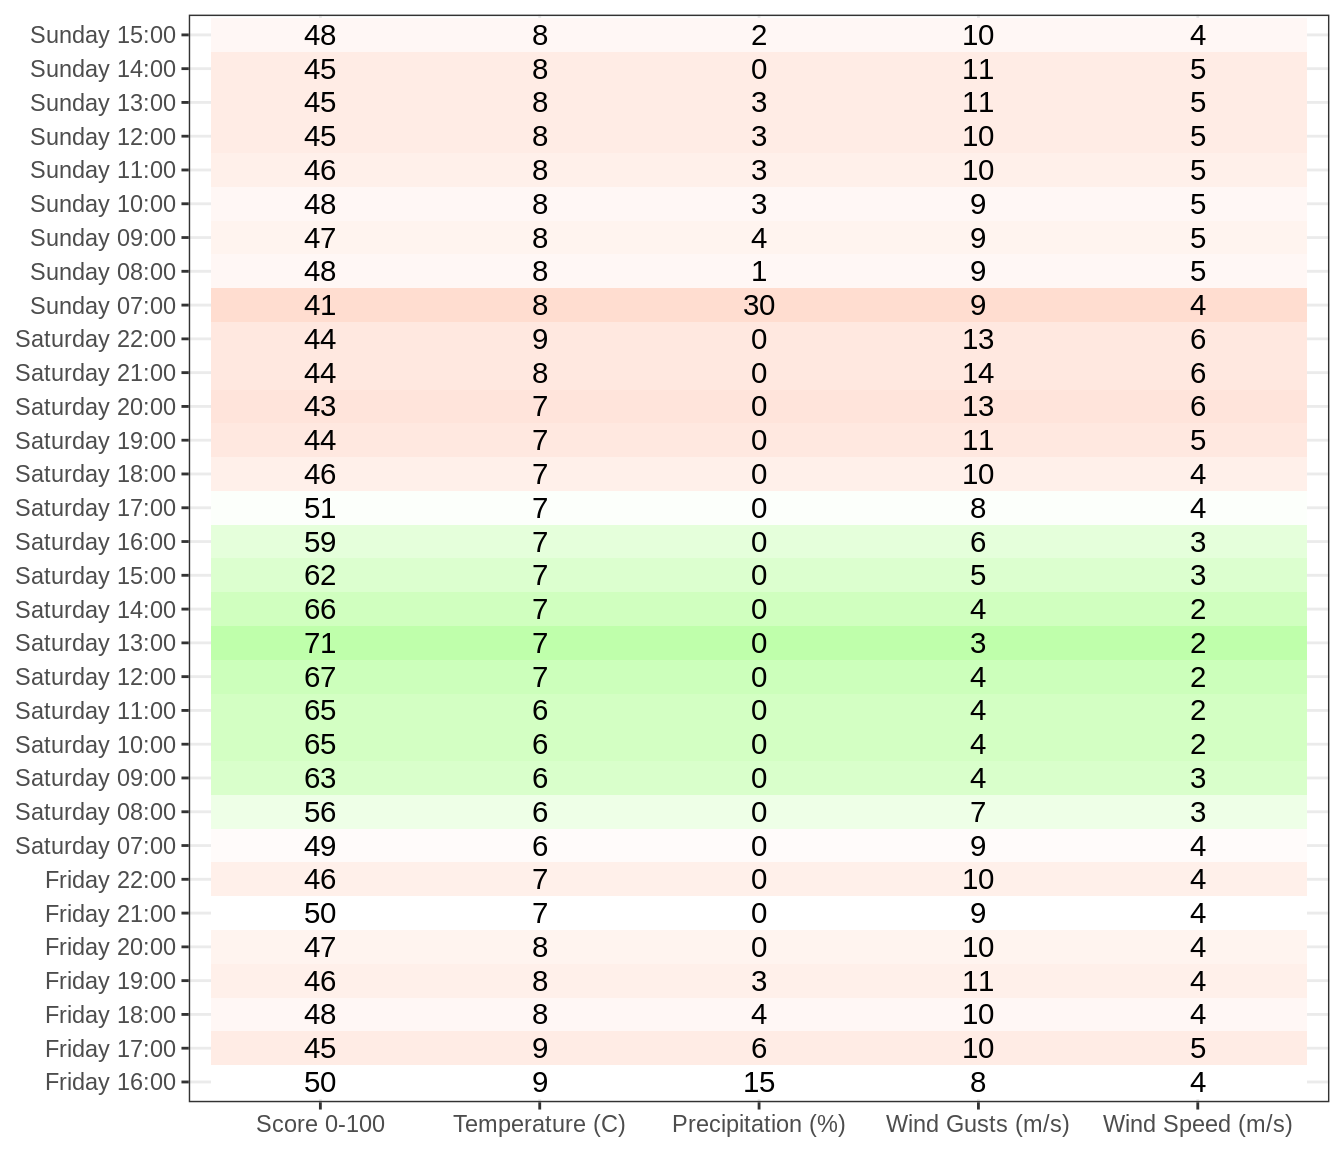 Sunday 15:00 48 8 2 10 4
Sunday 14:00 45 8 0 11 5
Sunday 13:00 45 8 3 11 5
Sunday 12:00 45 8 3 10 5
Sunday 11:00 46 8 3 10 5
Sunday 10:00 48 8 3 9 5
Sunday 09:00 47 8 4 9 5
Sunday 08:00 48 8 1 9 5
Sunday 07:00 41 8 30 9 4
Saturday 22:00 44 9 0 13 6
Saturday 21:00 44 8 0 14 6
Saturday 20:00 43 7 0 13 6
Saturday 19:00 44 7 0 11 5
Saturday 18:00 46 7 0 10 4
Saturday 17:00 51 7 0 8 4
Saturday 16:00 59 7 0 6 3
Saturday 15:00 62 7 0 5 3
Saturday 14:00 66 7 0 4 2
Saturday 13:00 71 7 0 3 2
Saturday 12:00 67 7 0 4 2
Saturday 11:00 65 6 0 4 2
Saturday 10:00 65 6 0 4 2
Saturday 09:00 63 6 0 4 3
Saturday 08:00 56 6 0 7 3
Saturday 07:00 49 6 0 9 4
Friday 22:00 46 7 0 10 4
Friday 21:00 50 7 0 9 4
Friday 20:00 47 8 0 10 4
Friday 19:00 46 8 3 11 4
Friday 18:00 48 8 4 10 4
Friday 17:00 45 9 6 10 5
Friday 16:00 50 9 15 8 4
Score 0-100 Temperature (C) Precipitation (%) Wind Gusts (m/s) Wind Speed (m/s)